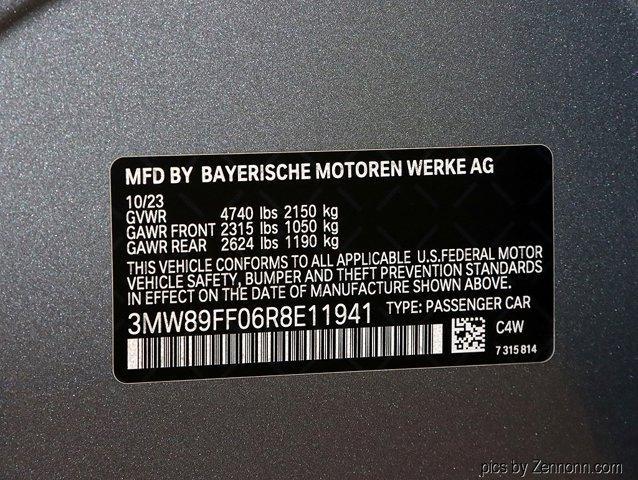 MFD BY BAYERISCHE MOTOREN WERKE AG
10/23
GVWR 4740 lbs 2150 kg
GAWR FRONT 2315 lbs 1050 kg
GAWR REAR 2624 lbs 1190 kg
THIS VEHICLE CONFORMS TO ALL APPLICABLE U.S.FEDERAL MOTOR
VEHICLE SAFETY, BUMPER AND THEFT PREVENTION STANDARDS
IN EFFECT ON THE DATE OF MANUFACTURE SHOWN ABOVE.
3MW89FF06R8E11941 TYPE: PASSENGER CAR
C4W
7 315 814
pics by Zennonn.com